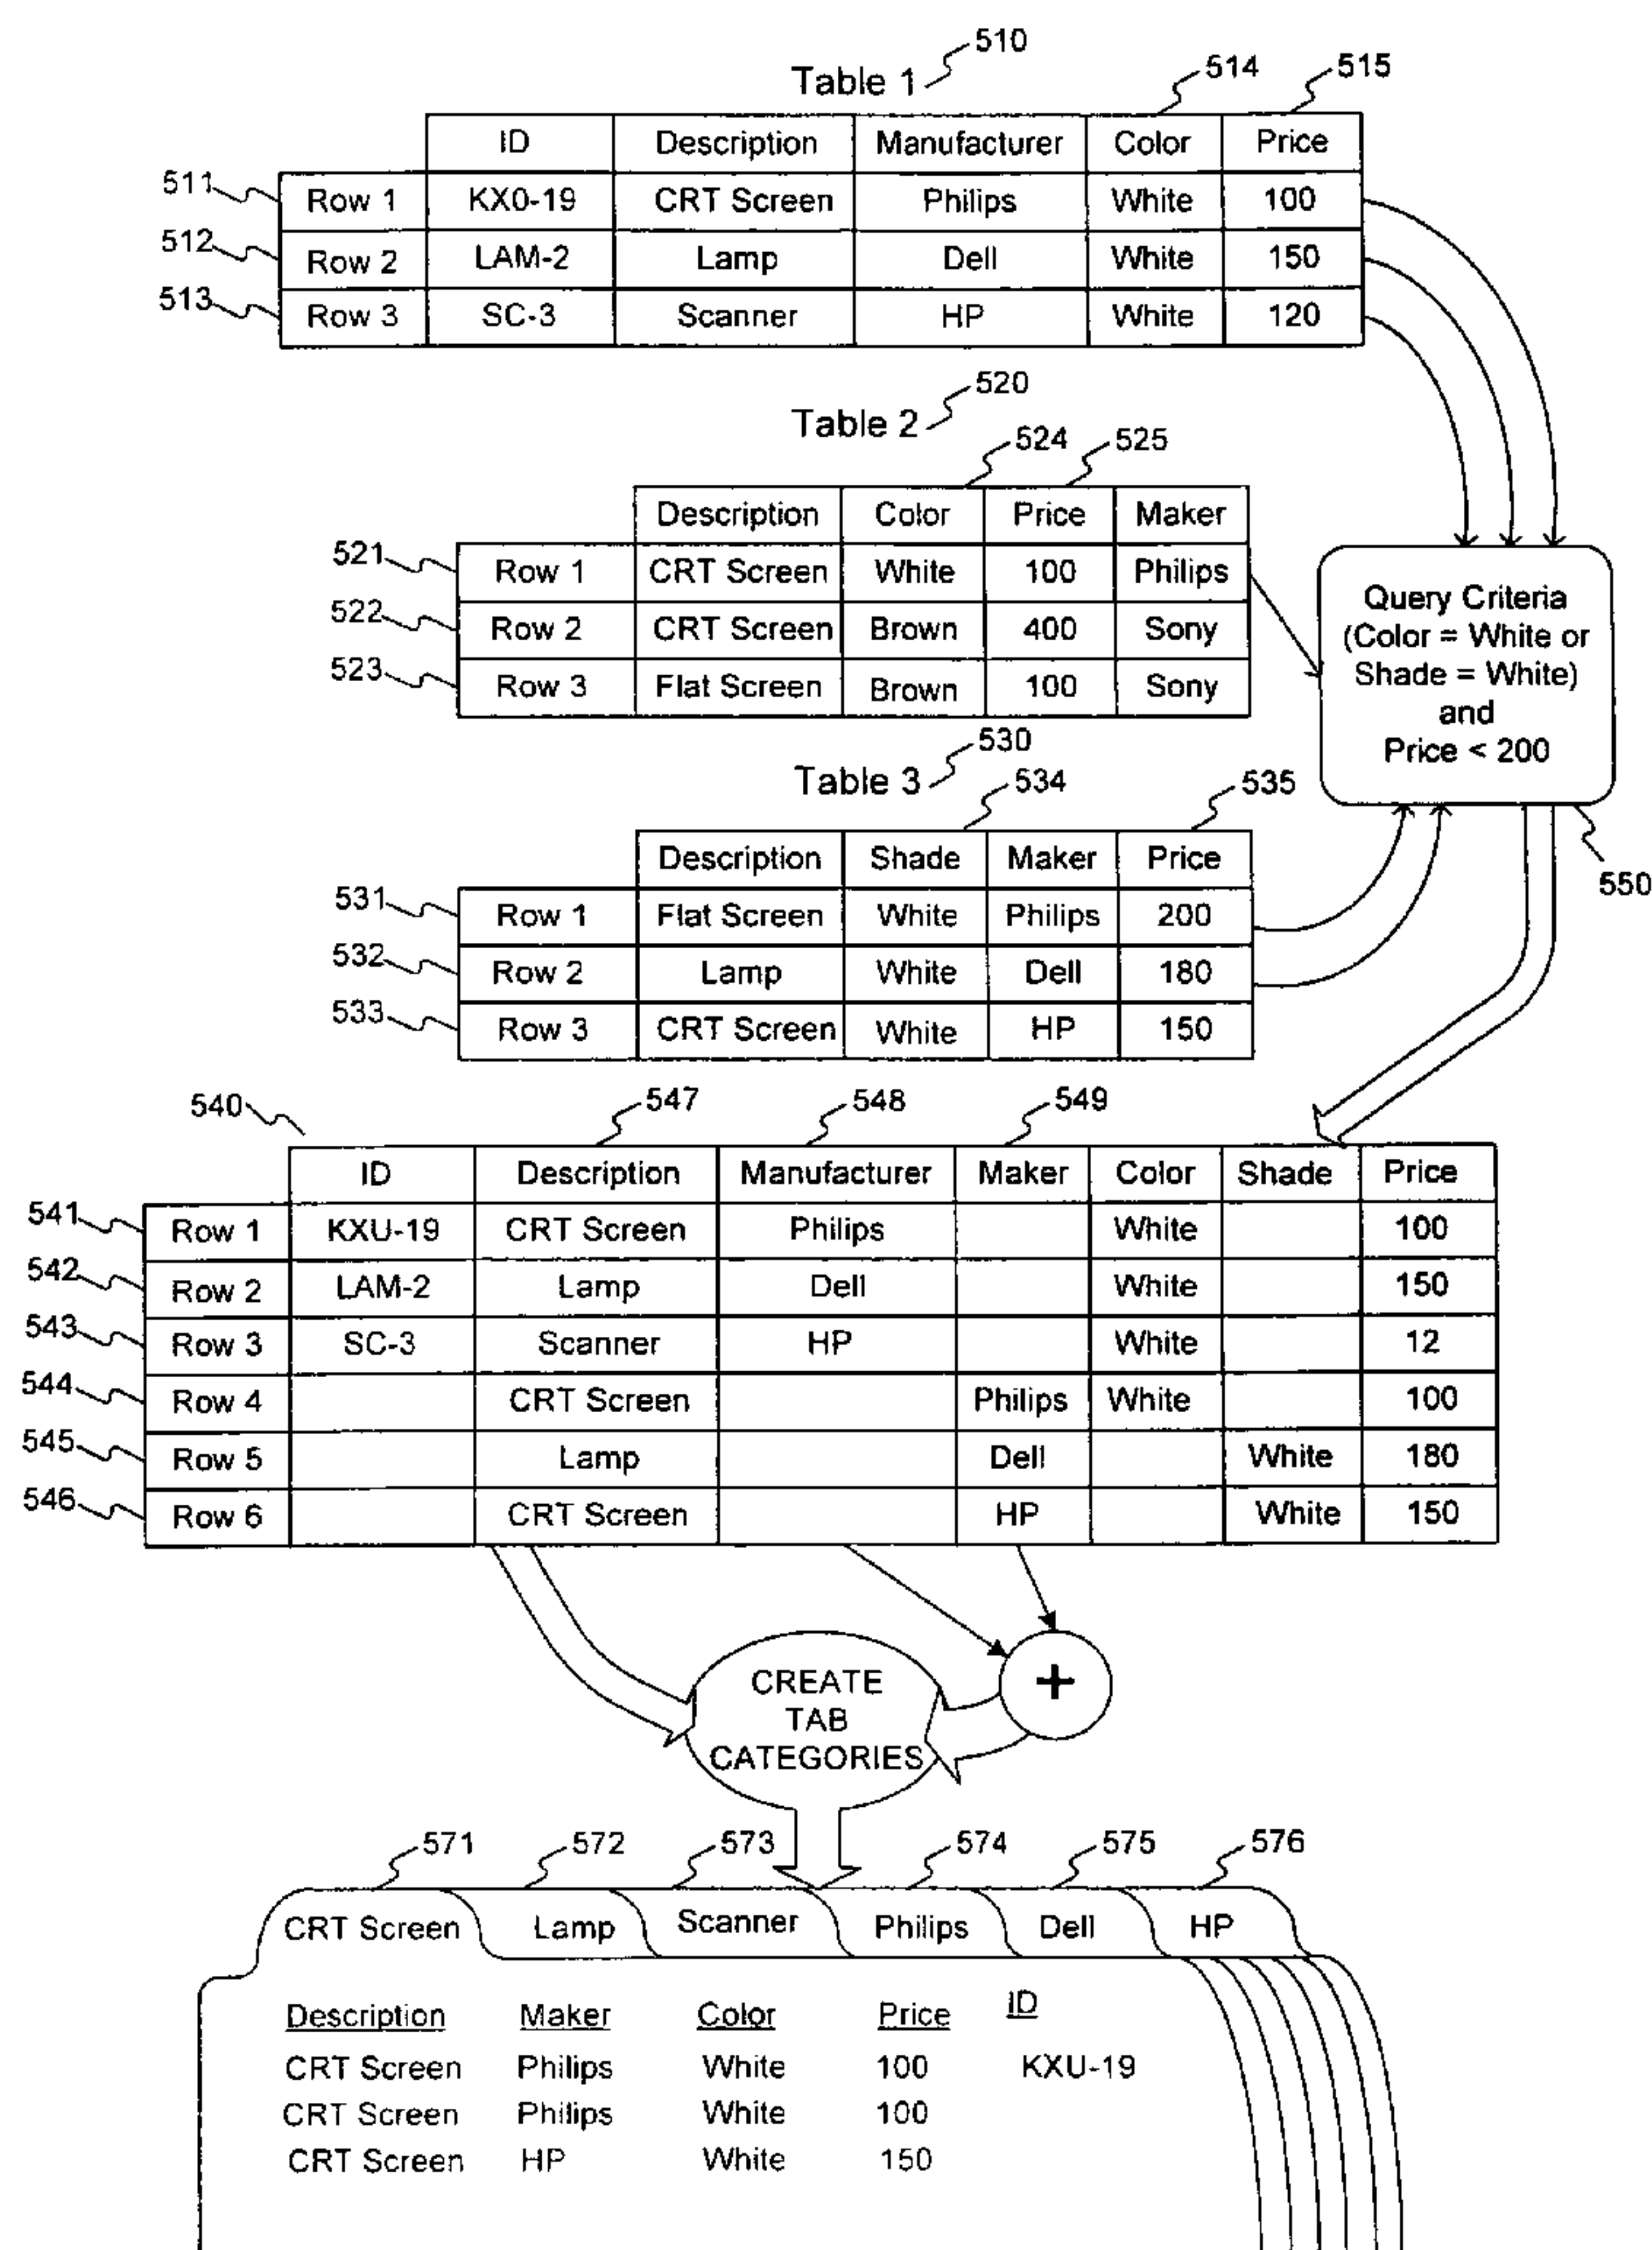 510
Table 1
514
515
ID Description Manufacturer Color Price
511 Row 1 KX0-19 CRT Screen Philips White 100
512 Row 2 LAM-2 Lamp Dell White 150
513 Row 3 SC-3 Scanner HP White 120
520
Table 2
524
525
Description Color Price Maker
521 Row 1 CRT Screen White 100 Philips
522 Row 2 CRT Screen Brown 400 Sony
523 Row 3 Flat Screen Brown 100 Sony
Query Criteria
(Color = White or
Shade = White)
and
Price < 200
550
530
Table 3
534
535
Description Shade Maker Price
531 Row 1 Flat Screen White Philips 200
532 Row 2 Lamp White Dell 180
533 Row 3 CRT Screen White HP 150
540
547
548
549
ID Description Manufacturer Maker Color Shade Price
541 Row 1 KXU-19 CRT Screen Philips White 100
542 Row 2 LAM-2 Lamp Dell White 150
543 Row 3 SC-3 Scanner HP White 12
544 Row 4 CRT Screen Philips White 100
545 Row 5 Lamp Dell White 180
546 Row 6 CRT Screen HP White 150
+
CREATE
TAB
CATEGORIES
571 572 573 574 575 576
CRT Screen Lamp Scanner Philips Dell HP
Description Maker Color Price ID
CRT Screen Philips White 100 KXU-19
CRT Screen Philips White 100
CRT Screen HP White 150